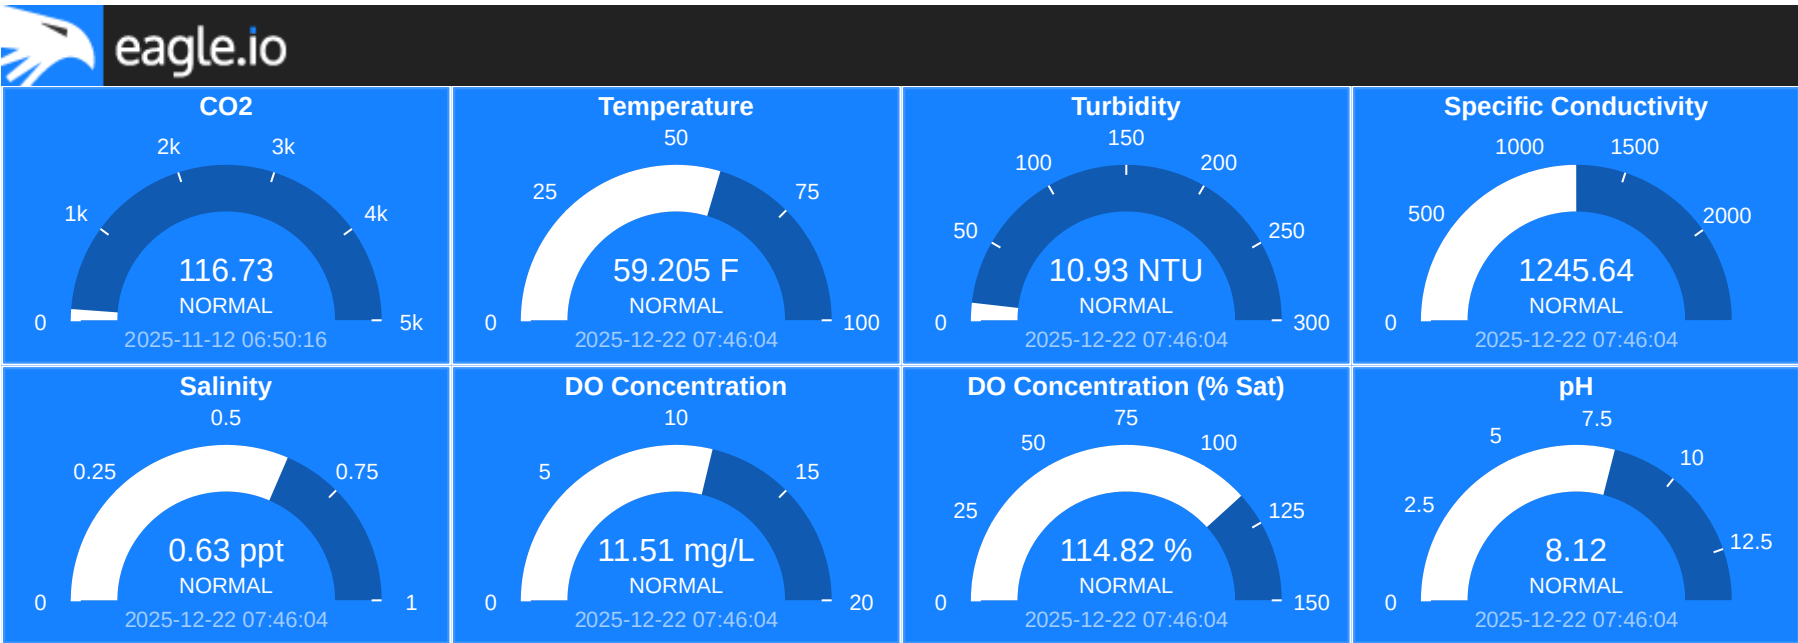 eagle.io
CO2
2k 3k
1k 4k
116.73
NORMAL
0 5k
2025-11-12 06:50:16
Temperature
50
25 75
59.205 F
NORMAL
0 100
2025-12-22 07:46:04
Turbidity
150
100 200
50 250
10.93 NTU
NORMAL
0 300
2025-12-22 07:46:04
Specific Conductivity
1000 1500
500 2000
1245.64
NORMAL
0
2025-12-22 07:46:04
Salinity
0.5
0.25 0.75
0.63 ppt
NORMAL
0 1
2025-12-22 07:46:04
DO Concentration
10
5 15
11.51 mg/L
NORMAL
0 20
2025-12-22 07:46:04
DO Concentration (% Sat)
75
50 100
25 125
114.82 %
NORMAL
0 150
2025-12-22 07:46:04
pH
7.5
5 10
2.5 12.5
8.12
NORMAL
0
2025-12-22 07:46:04